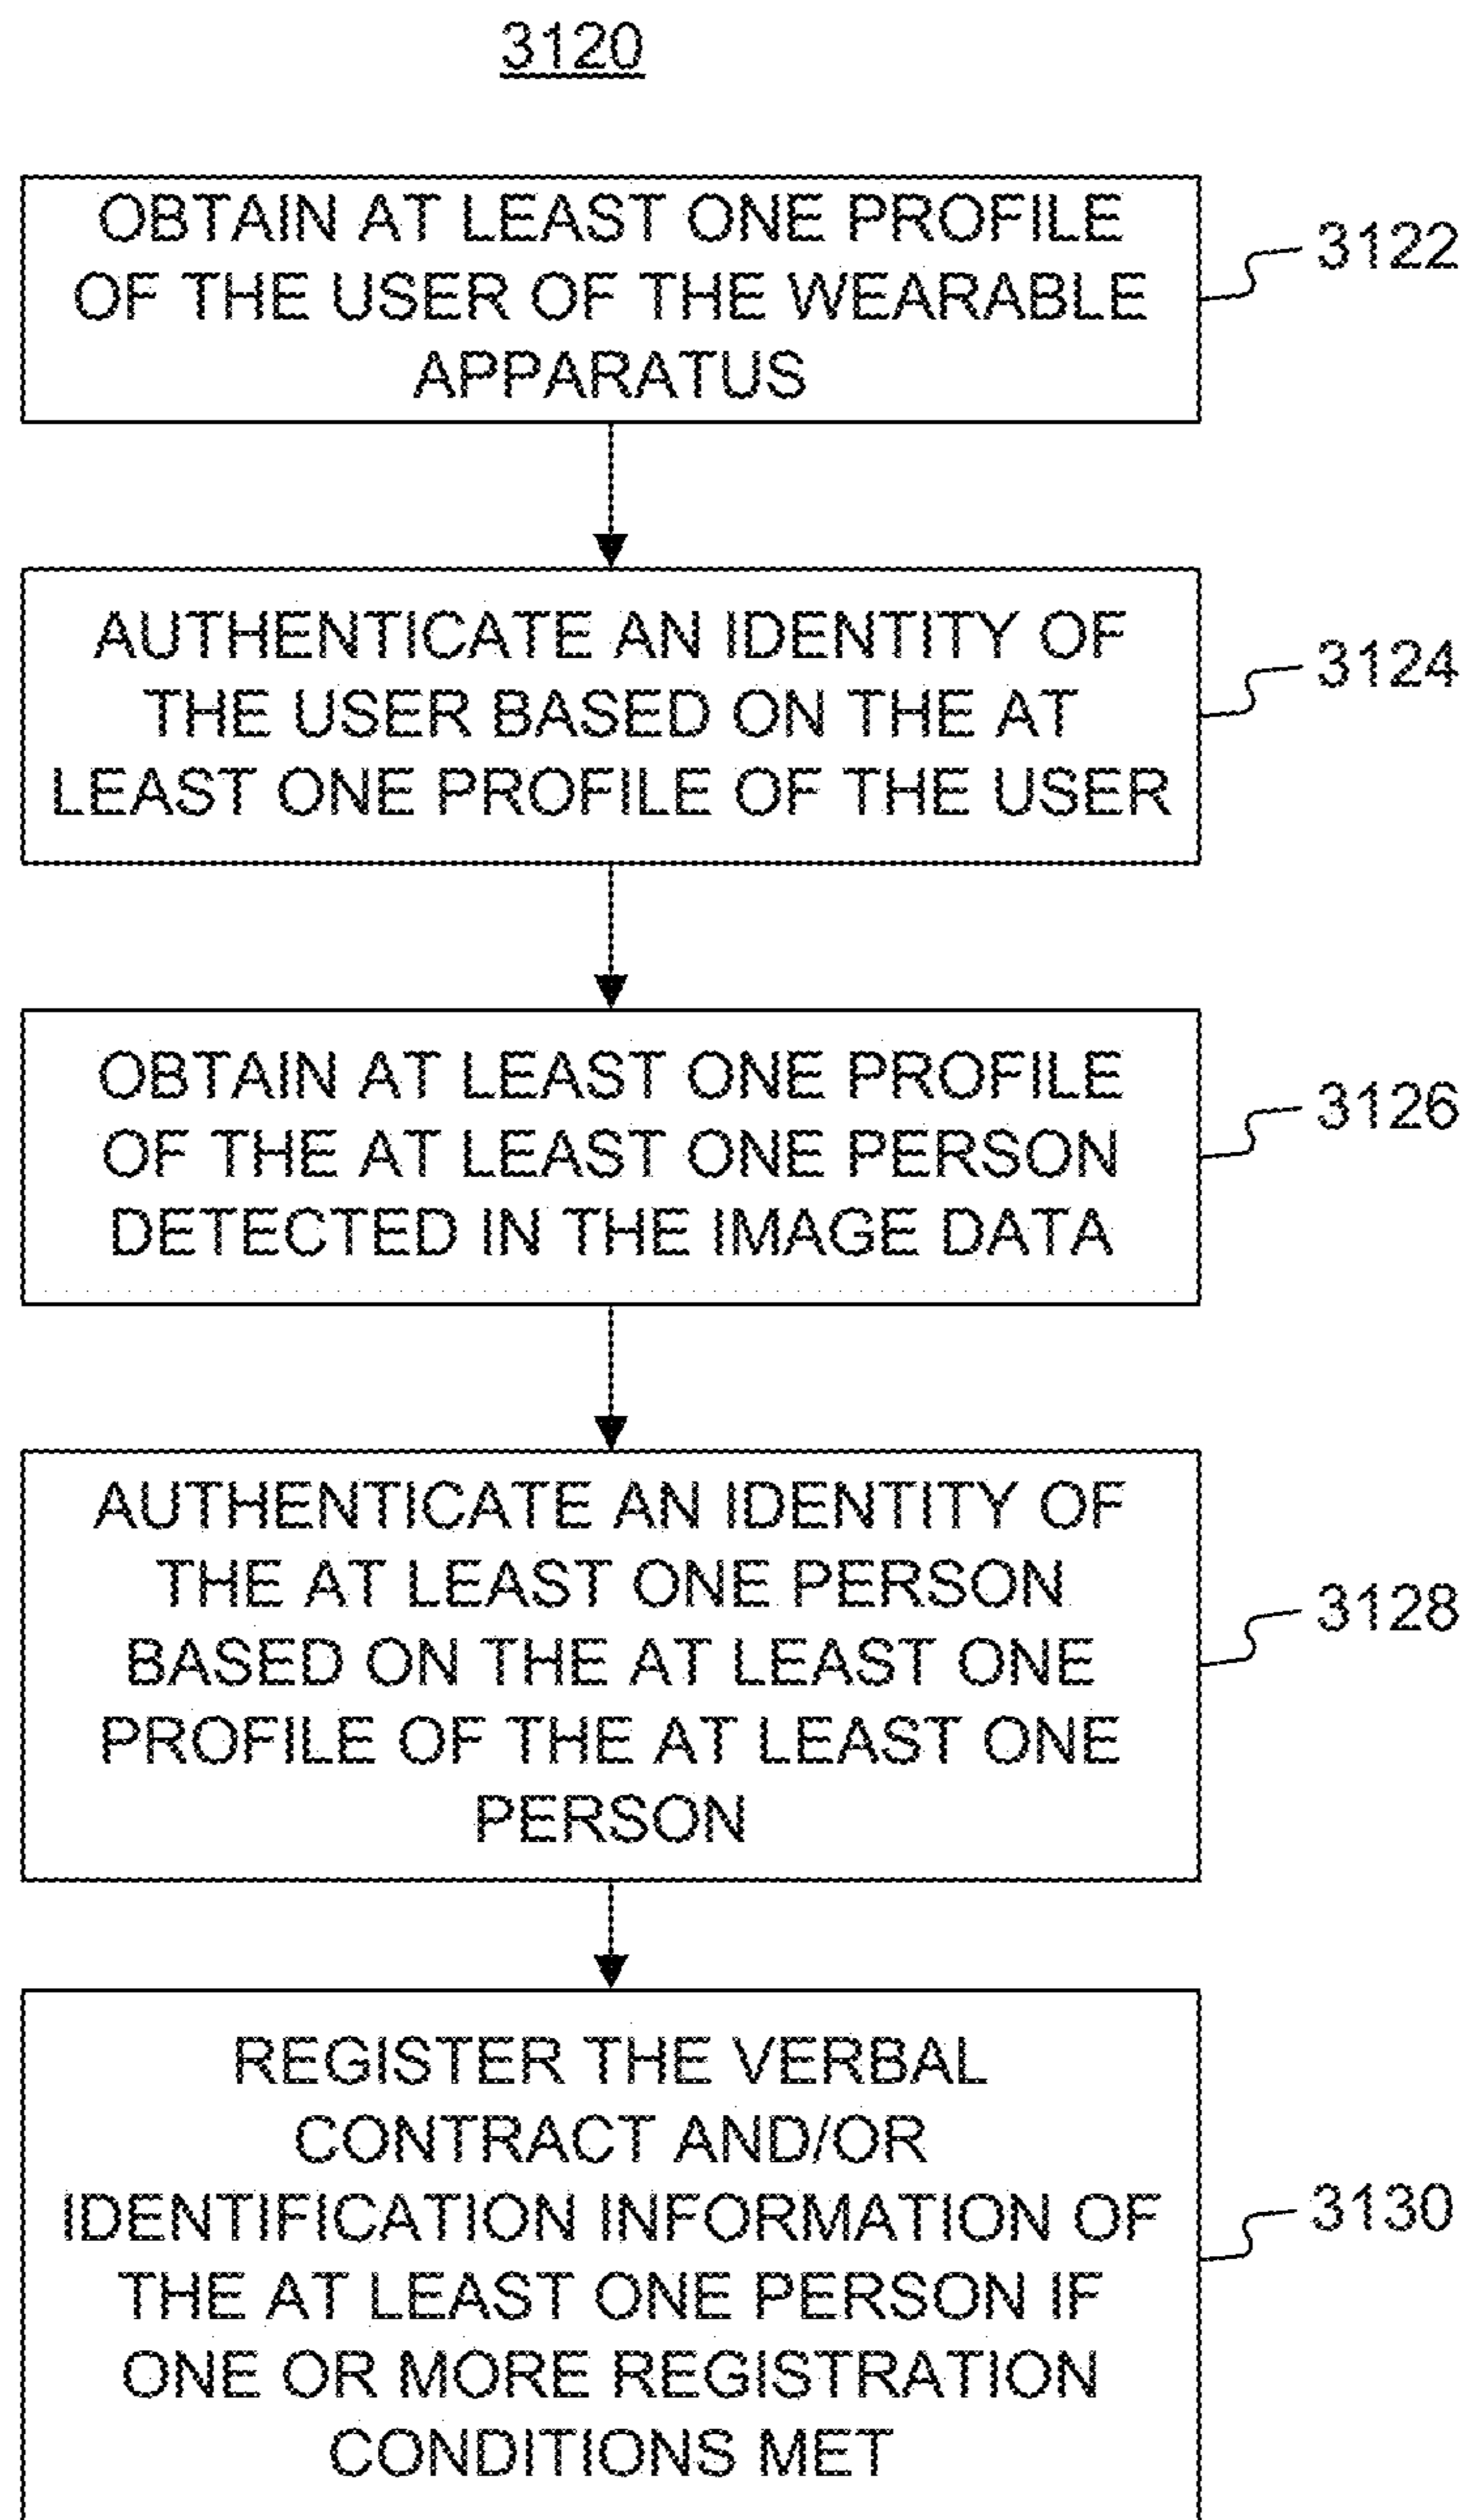 3120
OBTAIN AT LEAST ONE PROFILE
OF THE USER OF THE WEARABLE
APPARATUS
3122
AUTHENTICATE AN IDENTITY OF
THE USER BASED ON THE AT
LEAST ONE PROFILE OF THE USER
3124
OBTAIN AT LEAST ONE PROFILE
OF THE AT LEAST ONE PERSON
DETECTED IN THE IMAGE DATA
3126
AUTHENTICATE AN IDENTITY OF
THE AT LEAST ONE PERSON
BASED ON THE AT LEAST ONE
PROFILE OF THE AT LEAST ONE
PERSON
3128
REGISTER THE VERBAL
CONTRACT AND/OR
IDENTIFICATION INFORMATION OF
THE AT LEAST ONE PERSON IF
ONE OR MORE REGISTRATION
CONDITIONS MET
3130